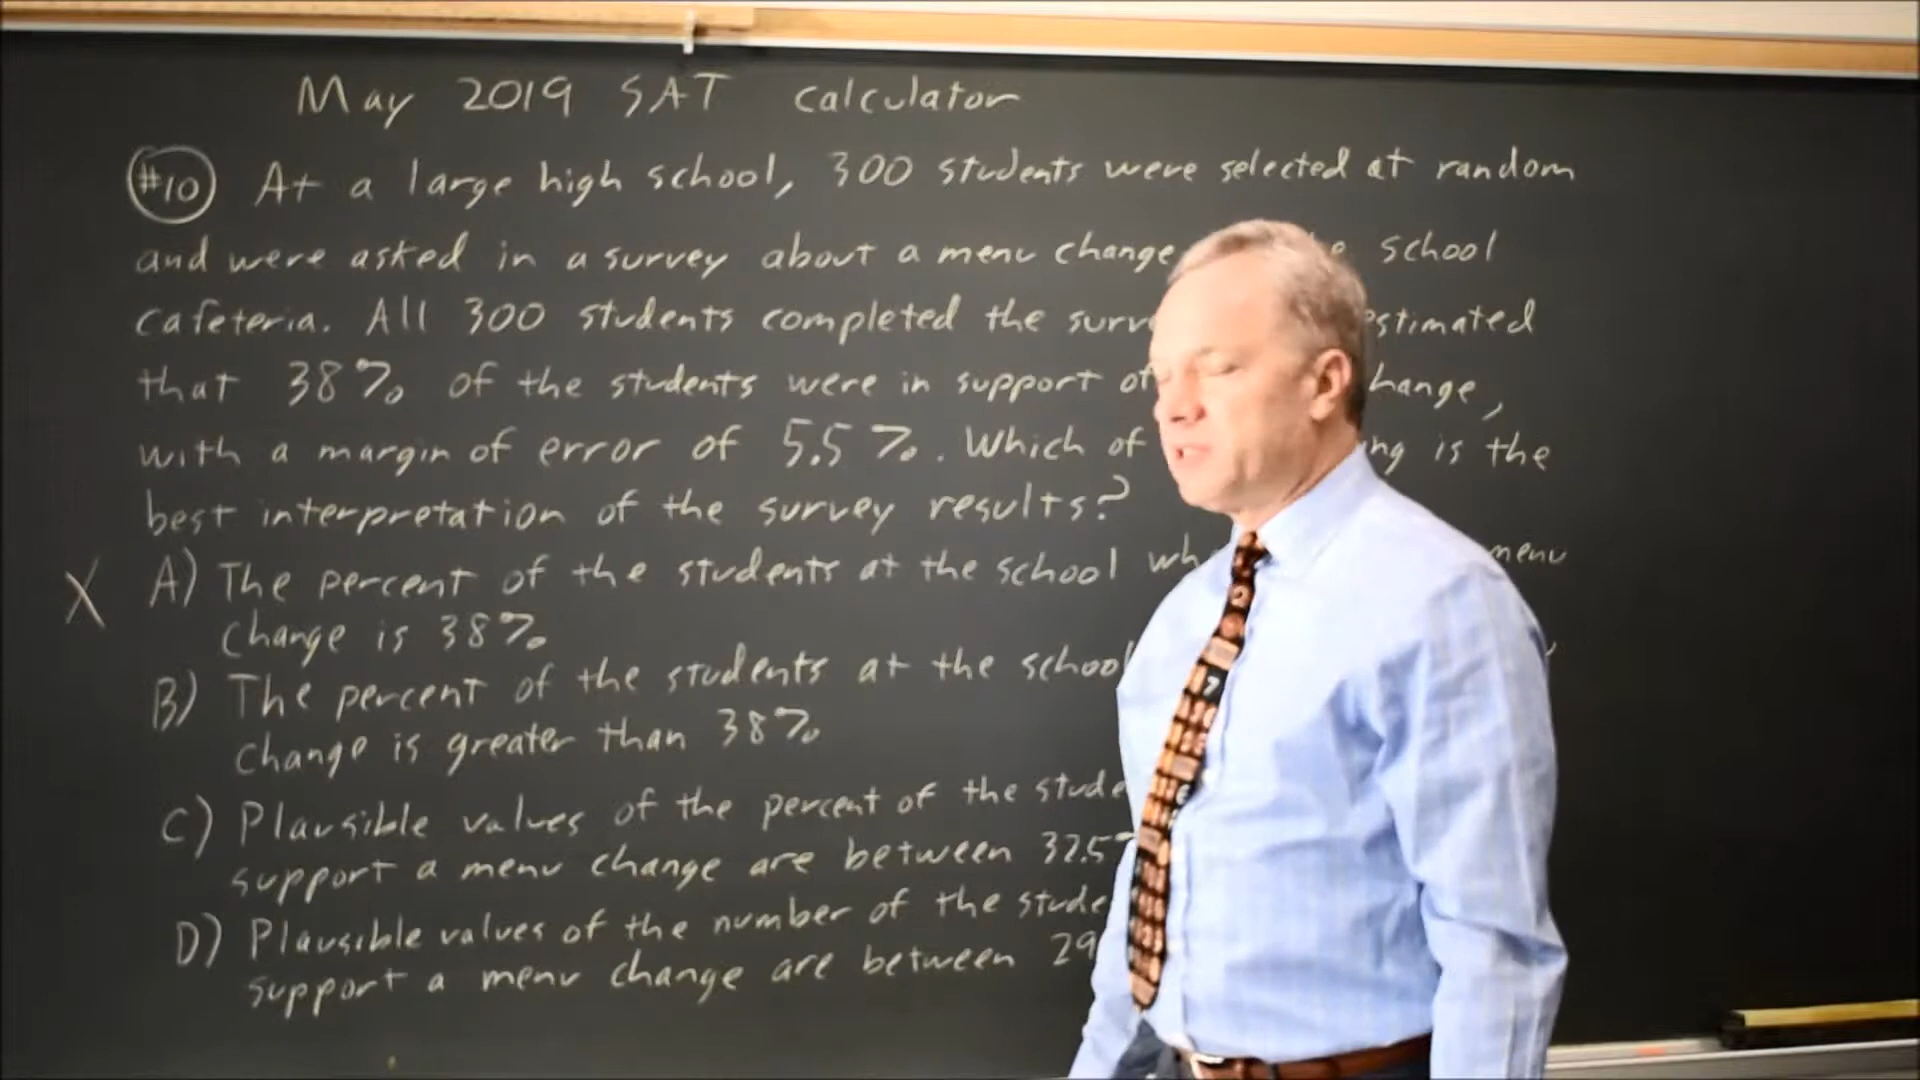 May 2019 SAT calculator
#10 At a large high school, 300 students were selected at random
and were asked in a survey about a menu change school
cafeteria. All 300 students completed the
that 38% of the students were in support
with a margin of error of 5.5%. Which of is the
best interpretation of the survey results?
X A) The percent of the students at the school menu
change is 38%
B) The percent of the students at the school
change is greater than 38%
C) Plausible values of the percent of the
support a menu change are between 32.5
D) Plausible values of the number of the
support a menu change are between